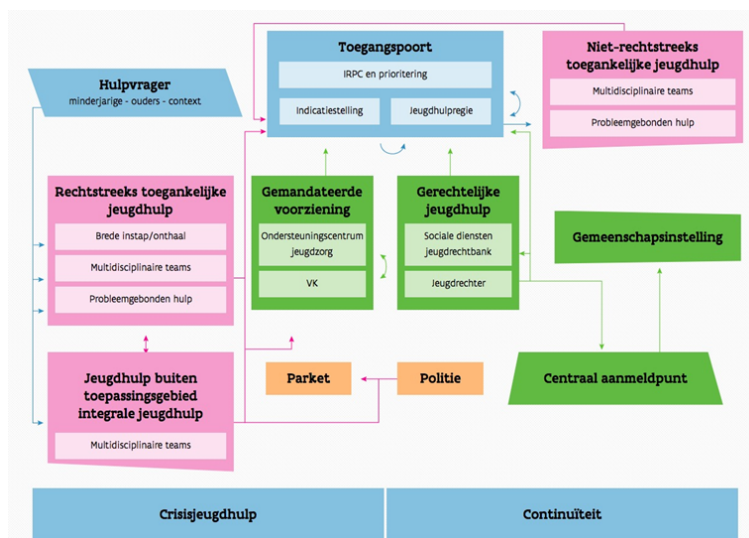 Toegangspoort
IRPC en prioritering
Indicatiestelling
Jeugdhulpregie
Niet-rechtstreeks
toegankelijke jeugdhulp
Multidisciplinaire teams
Probleemgebonden hulp
Hulpvrager
minderjarige - ouders - context
Rechtstreeks toegankelijke
jeugdhulp
Brede instap/onthaal
Multidisciplinaire teams
Probleemgebonden hulp
Gemandateerde
voorziening
Ondersteuningscentrum
jeugdzorg
VK
Gerechtelijke
jeugdhulp
Sociale diensten
jeugdrechtbank
Jeugdrechter
Gemeenschapsinstelling
Jeugdhulp buiten
toepassingsgebied
integrale jeugdhulp
Multidisciplinaire teams
Parket
Politie
Centraal aanmeldpunt
Crisisjeugdhulp
Continuïteit